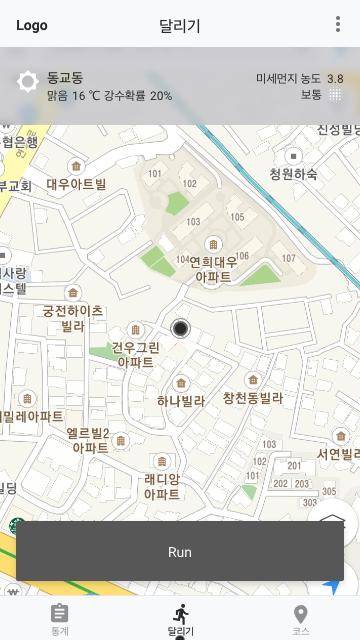 Logo
달리기
동교동
미세먼지 농도 3.8
맑음 16 ℃ 강수확률 20%
보통
협은행
진성빌딩
101
102
청원하숙
부교회
대우아트빌
103
105
104
106
107
연희대우
아파트
사랑
스텔
궁전하이츠
빌라
건우그린
아파트
하나빌라
창천동빌라
밀레아파트
엘르빌2
아파트
103
102
201
서연빌라
래디앙
아파트
101
202
203
305
303
빌딩
Run
통계
달리기
코스